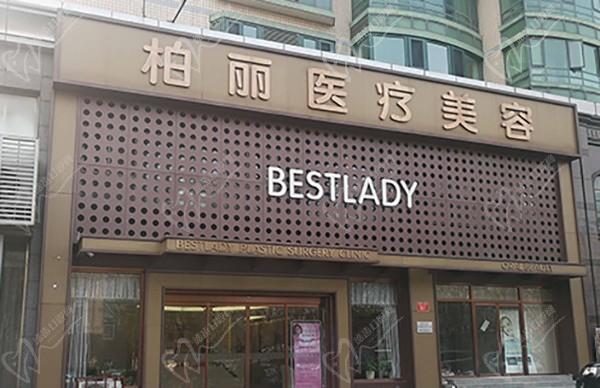 柏丽医疗美容
BESTLADY
BESTLADY PLASTIC SURGERY CLINIC